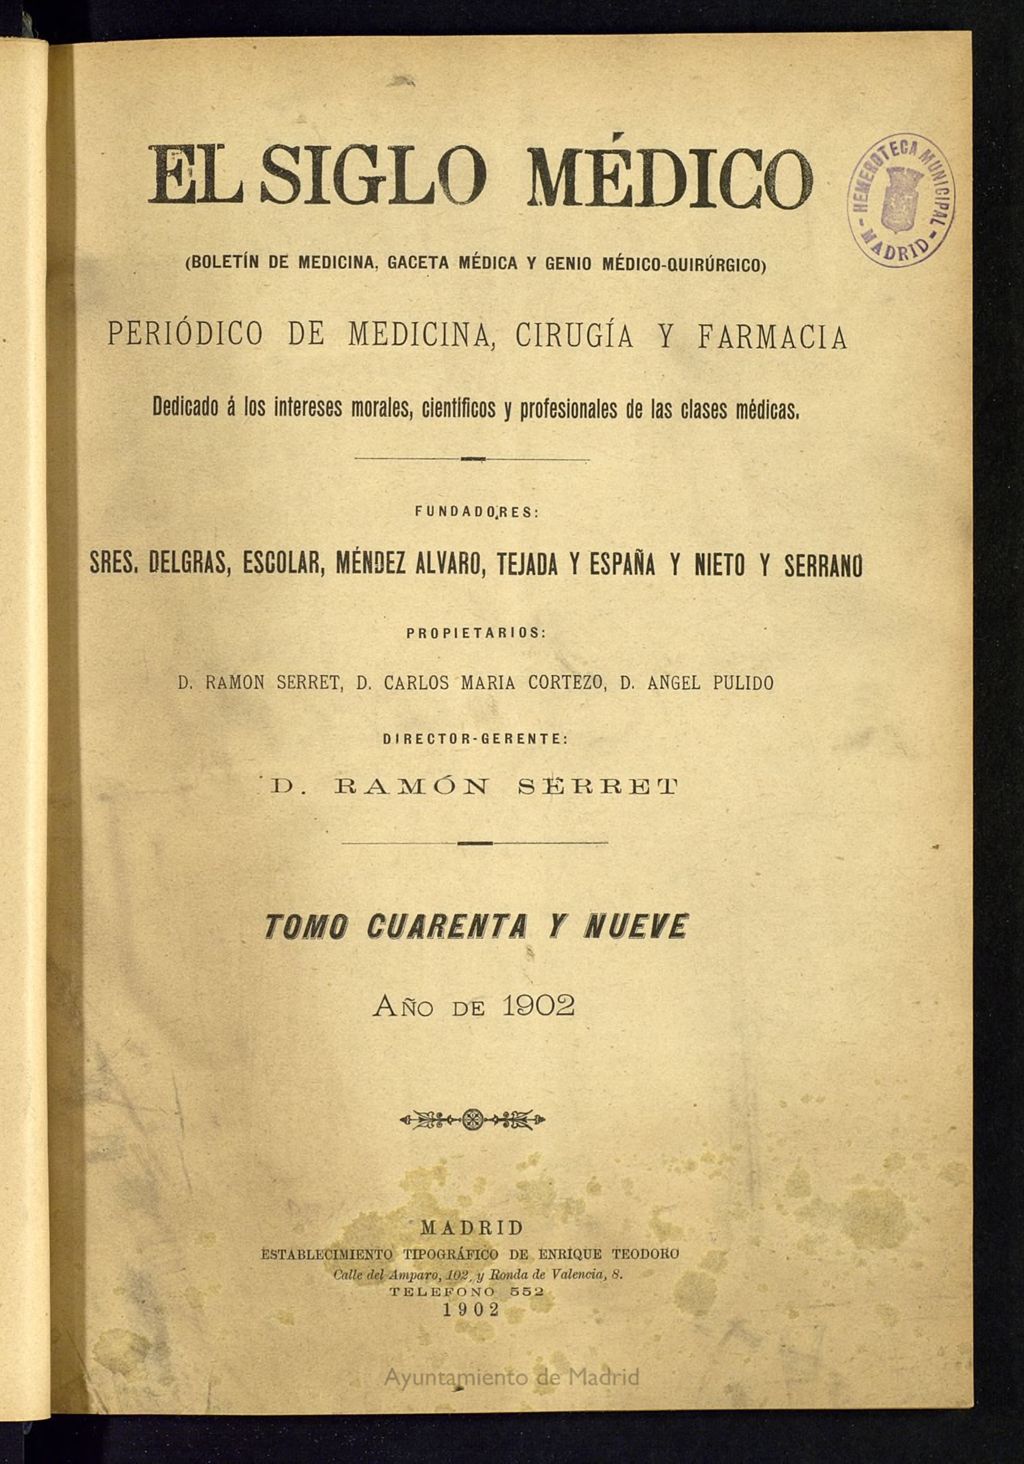 EL SIGLO MÉDICO
HEMEROTECA MUNICIPAL
- MADRID -
(BOLETÍN DE MEDICINA, GACETA MÉDICA Y GENIO MÉDICO-QUIRÚRGICO)
PERIÓDICO DE MEDICINA, CIRUGÍA Y FARMACIA
Dedicado á los intereses morales, científicos y profesionales de las clases médicas.
FUNDADORES:
SRES. DELGRAS, ESCOLAR, MÉNDEZ ALVARO, TEJADA Y ESPAÑA Y NIETO Y SERRANO
PROPIETARIOS:
D. RAMON SERRET, D. CARLOS MARIA CORTEZO, D. ANGEL PULIDO
DIRECTOR-GERENTE:
D. RAMÓN SERRET
TOMO CUARENTA Y NUEVE
AÑO DE 1902
MADRID
ESTABLECIMIENTO TIPOGRÁFICO DE ENRIQUE TEODORO
Calle del Amparo, 102, y Ronda de Valencia, 8.
TELEFONO 552
1902
Ayuntamiento de Madrid